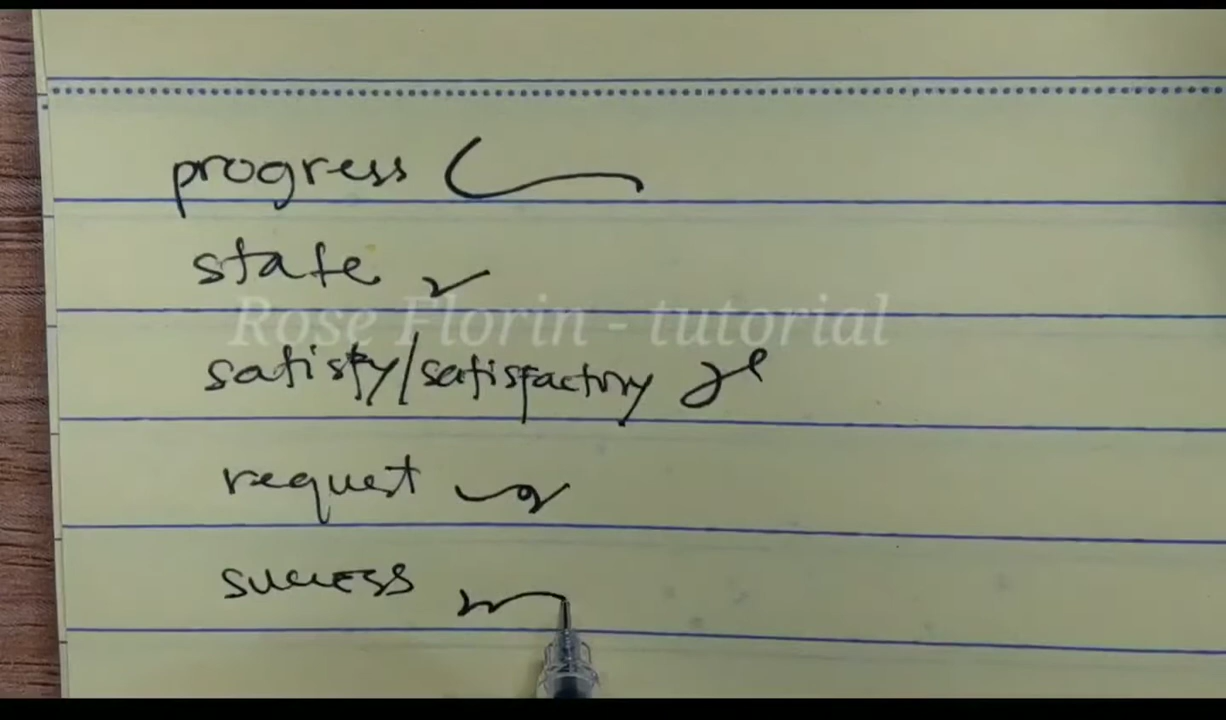 progress
state
Rose Florin - tutorial
satisfy/satisfactory
request
success